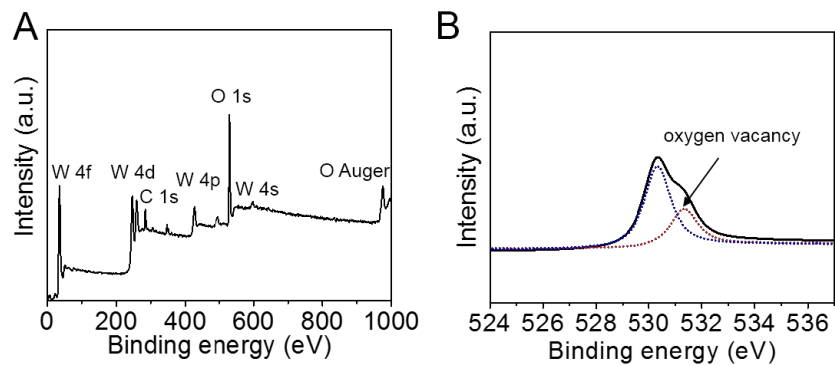 A
Intensity (a.u.)
W 4f
W 4d
C 1s
W 4p
O 1s
W 4s
O Auger
0 200 400 600 800 1000
Binding energy (eV)
B
Intensity (a.u.)
oxygen vacancy
524 526 528 530 532 534 536
Binding energy (eV)